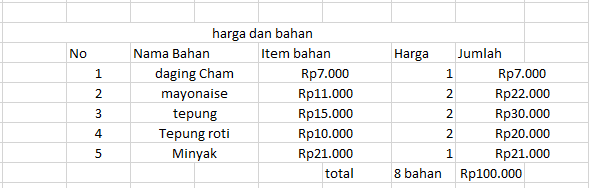 harga dan bahan
No Nama Bahan Item bahan Harga Jumlah
1 daging Cham Rp7.000 1 Rp7.000
2 mayonaise Rp11.000 2 Rp22.000
3 tepung Rp15.000 2 Rp30.000
4 Tepung roti Rp10.000 2 Rp20.000
5 Minyak Rp21.000 1 Rp21.000
total 8 bahan Rp100.000